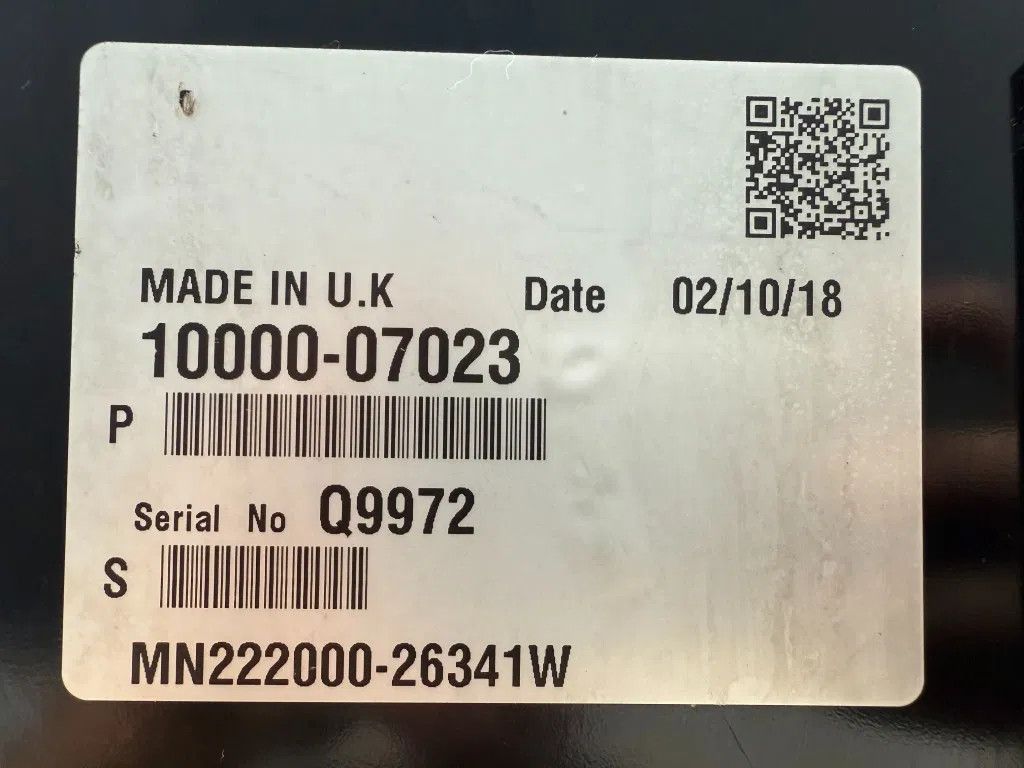 MADE IN U.K Date 02/10/18
10000-07023
P
Serial No Q9972
S
MN222000-26341W